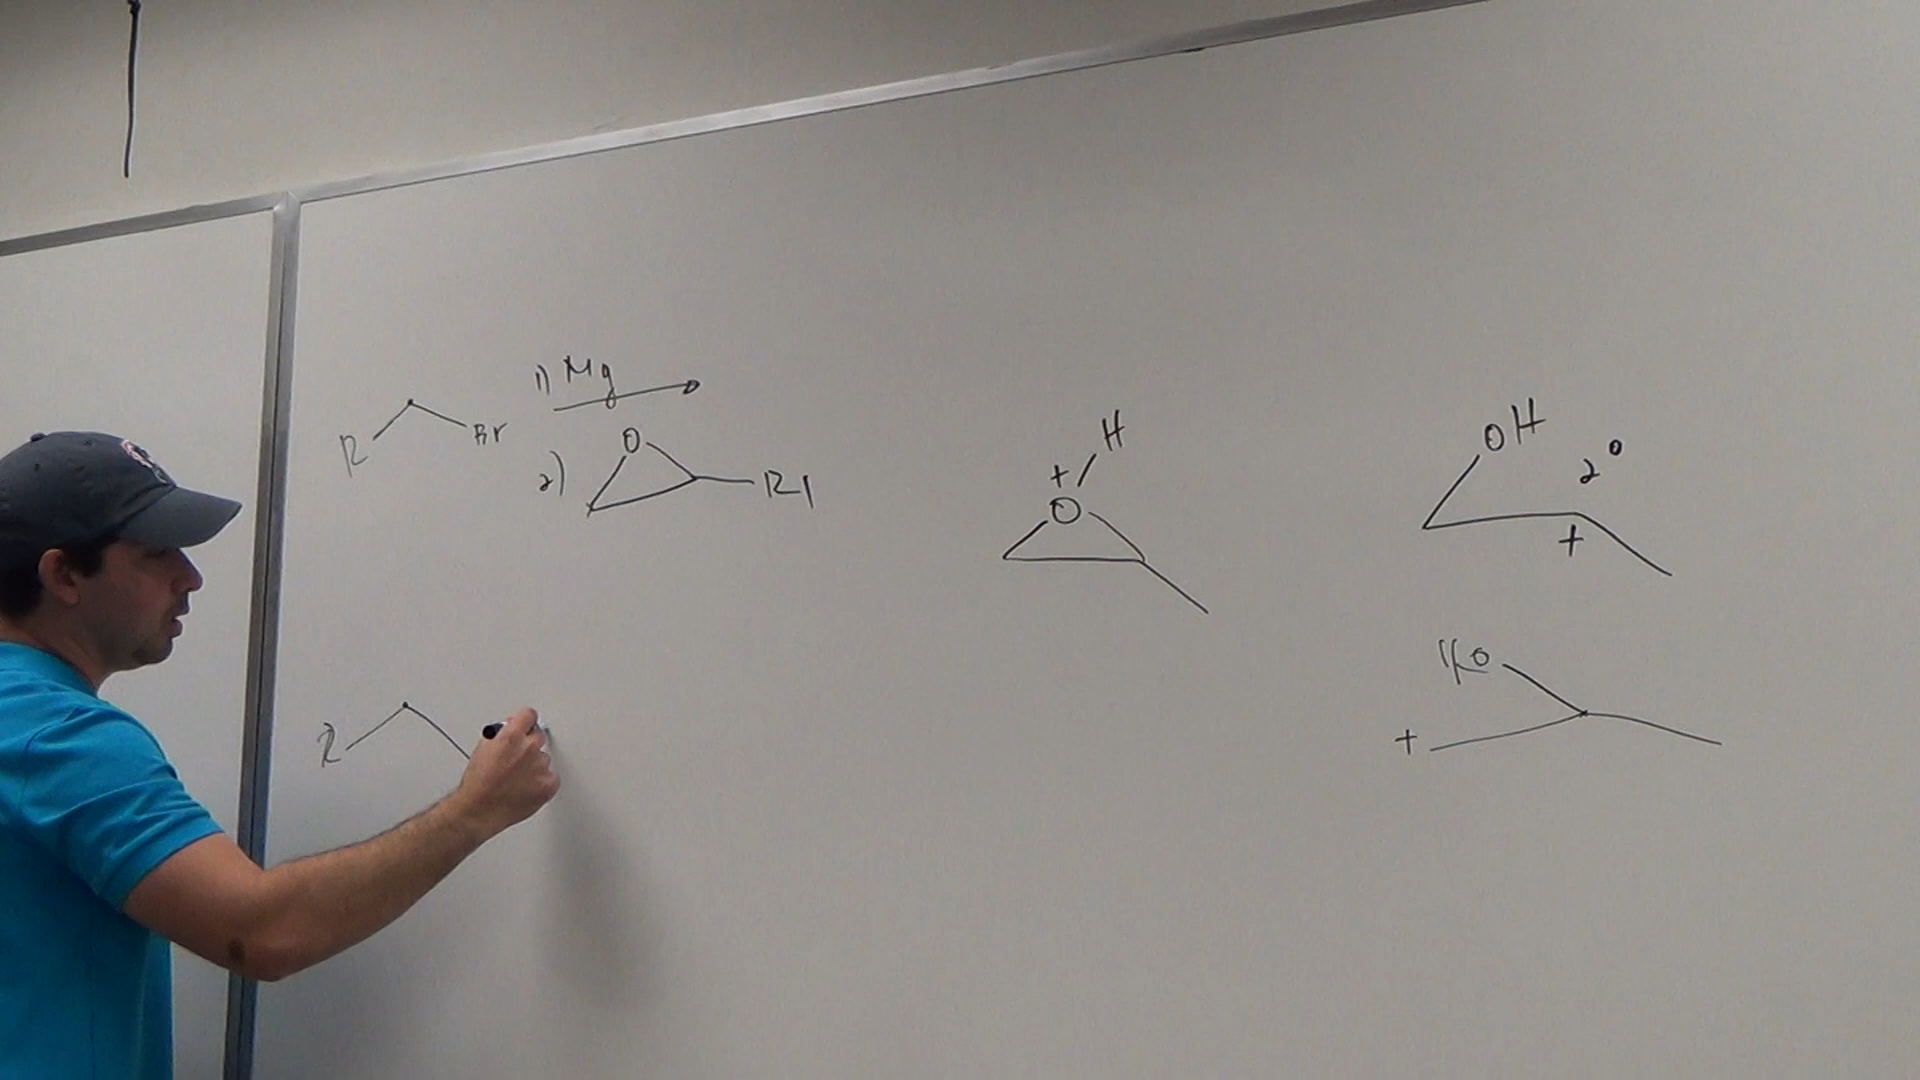 1) Mg
R Br
2) O R1
H
+
O
OH
2°
+
HO
+
R